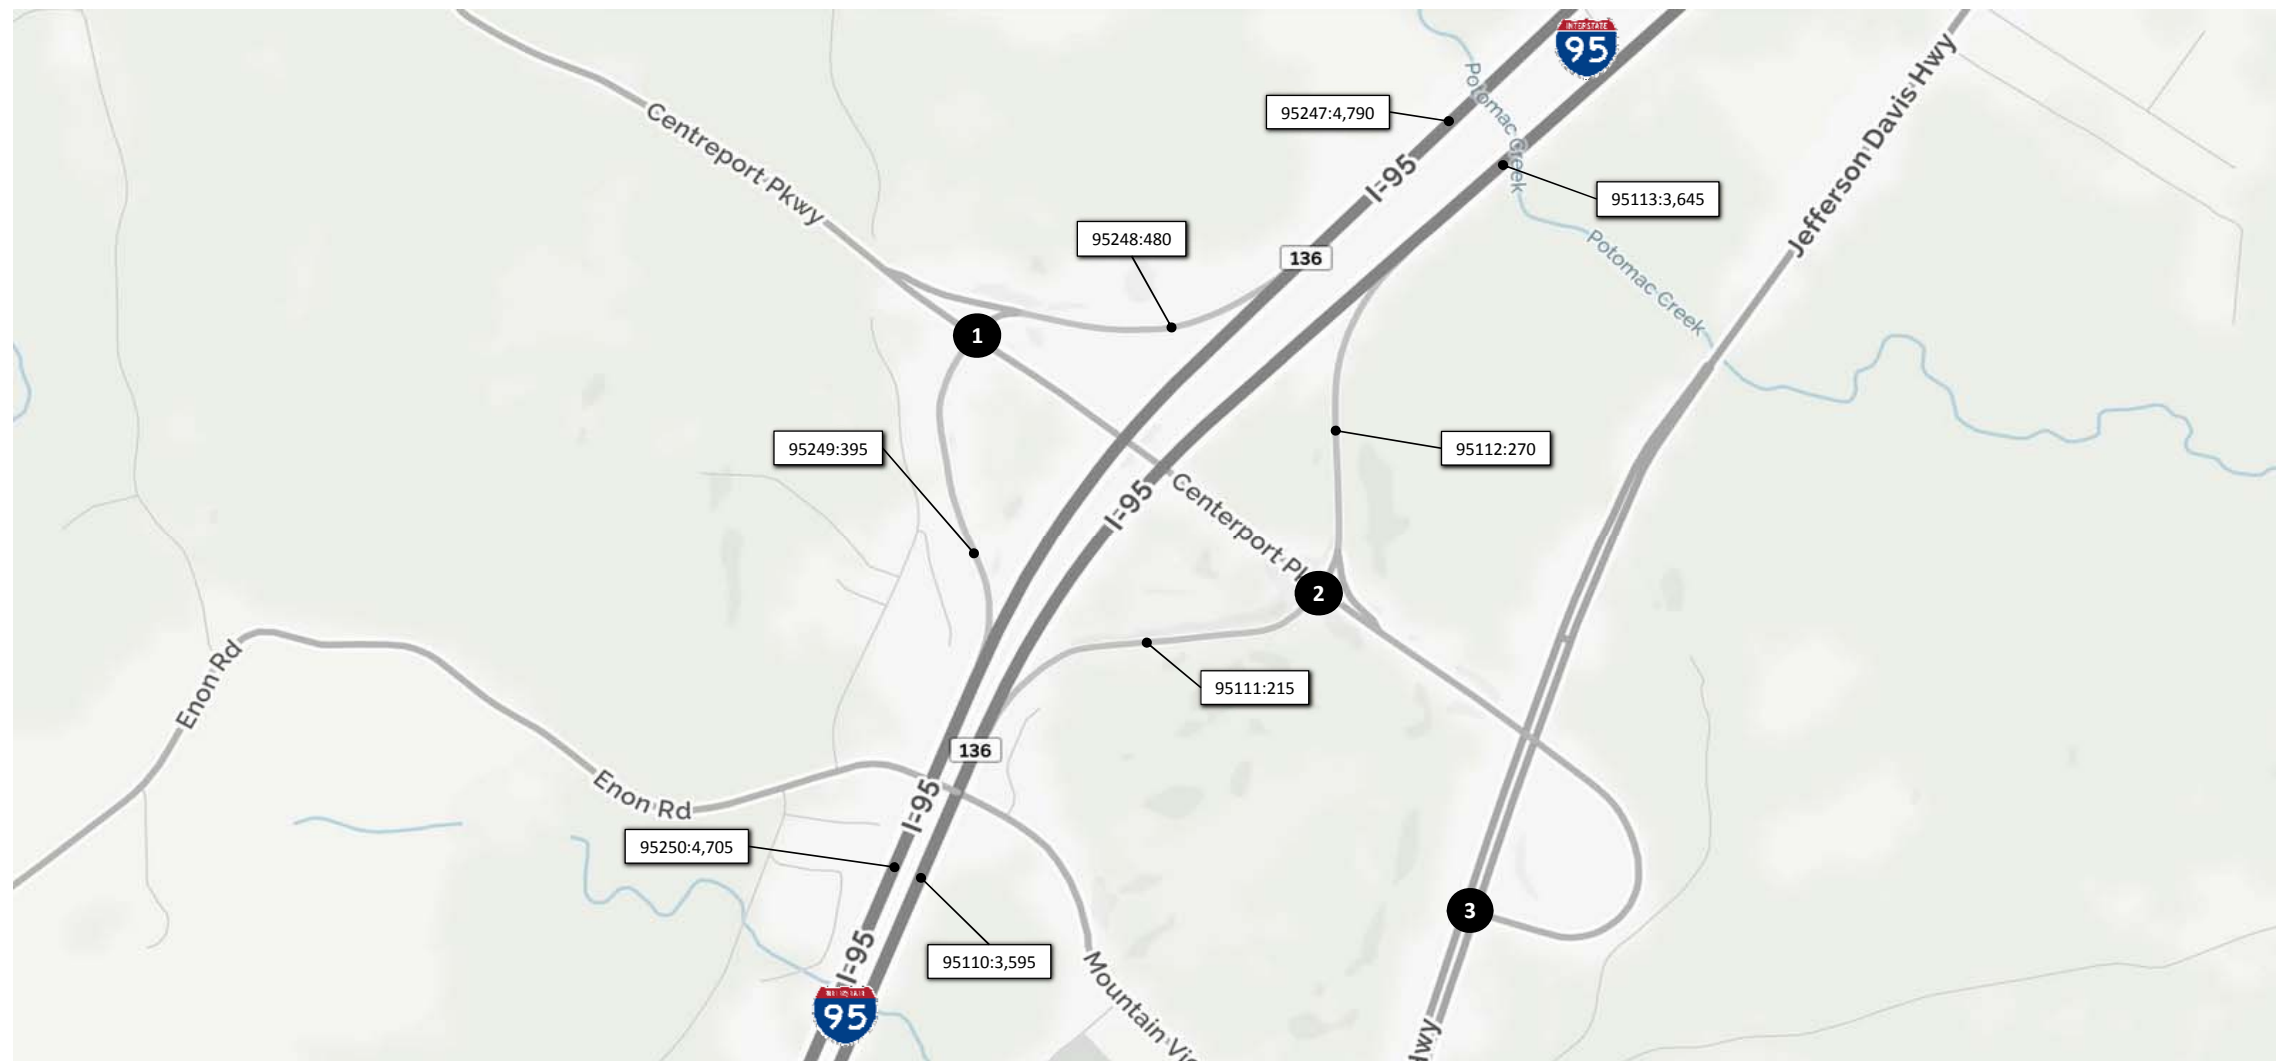 INTERSTATE
95
95247:4,790
Potomac Creek
Jefferson Davis Hwy
Centreport Pkwy
I-95
95113:3,645
95248:480
136
Potomac Creek
1
95249:395
95112:270
I-95
Centerport
2
Enon Rd
95111:215
136
Enon Rd
I-95
95250:4,705
3
I-95
95110:3,595
Mountain
95
Hwy